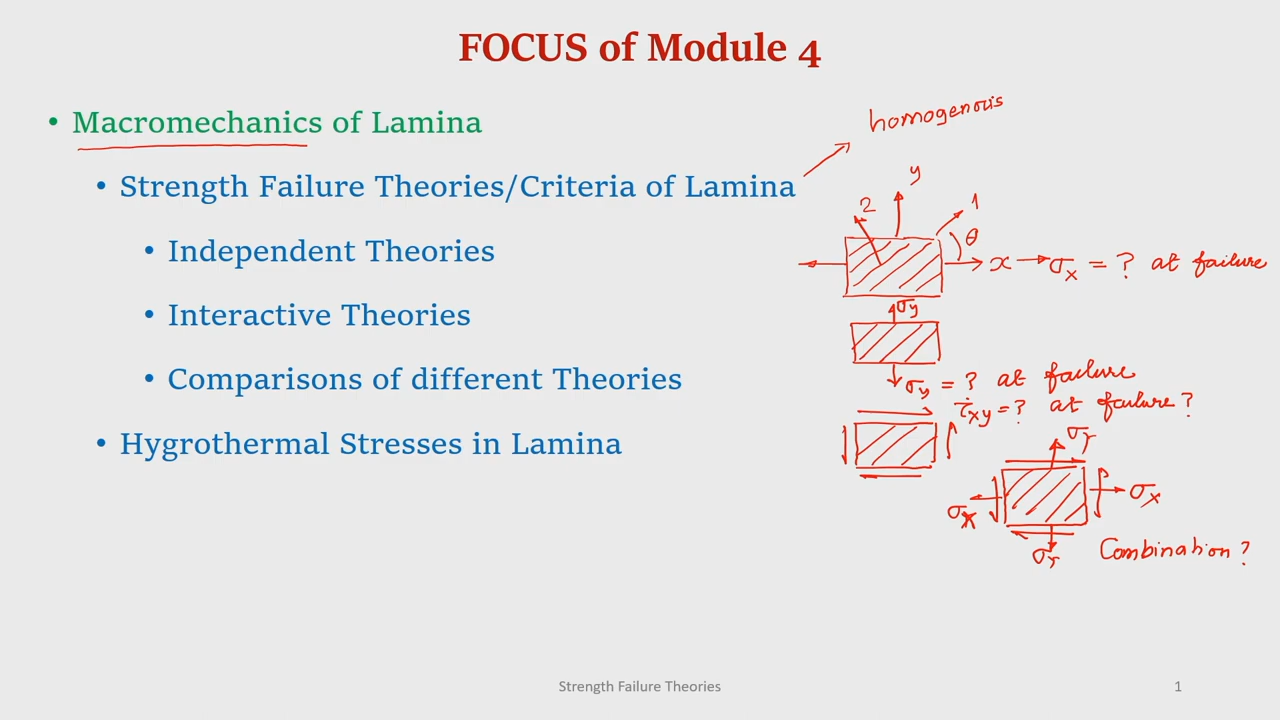 FOCUS of Module 4
• Macromechanics of Lamina
• Strength Failure Theories/Criteria of Lamina
• Independent Theories
• Interactive Theories
• Comparisons of different Theories
• Hygrothermal Stresses in Lamina
homogenous
y
2
1
θ
x → σx = ? at failure
σy
σy = ? at failure
τxy = ? at failure ?
σy
σx
σx
σy
Combination ?
Strength Failure Theories
1